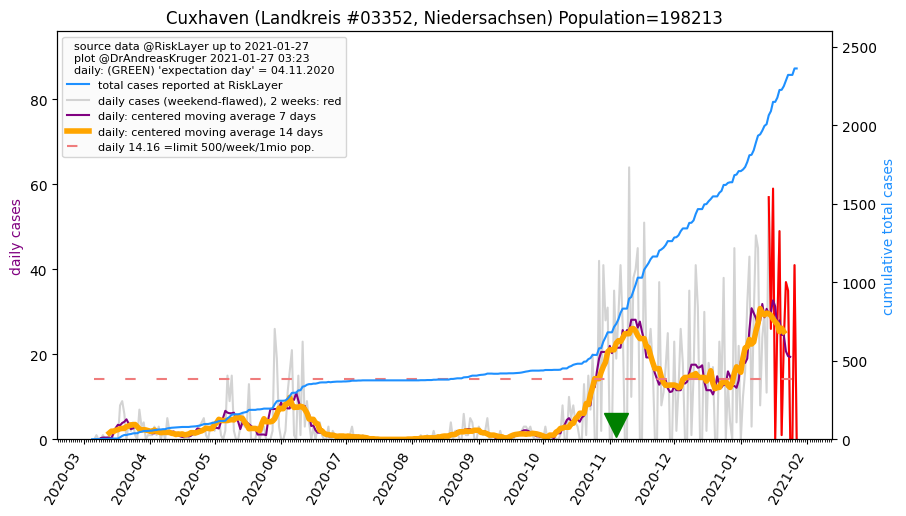 Cuxhaven (Landkreis #03352, Niedersachsen) Population=198213
source data @RiskLayer up to 2021-01-27
plot @DrAndreasKruger 2021-01-27 03:23
daily: (GREEN) 'expectation day' = 04.11.2020
total cases reported at RiskLayer
daily cases (weekend-flawed), 2 weeks: red
daily: centered moving average 7 days
daily: centered moving average 14 days
daily 14.16 =limit 500/week/1mio pop.
daily cases
80
60
40
20
0
2500
2000
1500
1000
500
0
cumulative total cases
2020-03
2020-04
2020-05
2020-06
2020-07
2020-08
2020-09
2020-10
2020-11
2020-12
2021-01
2021-02